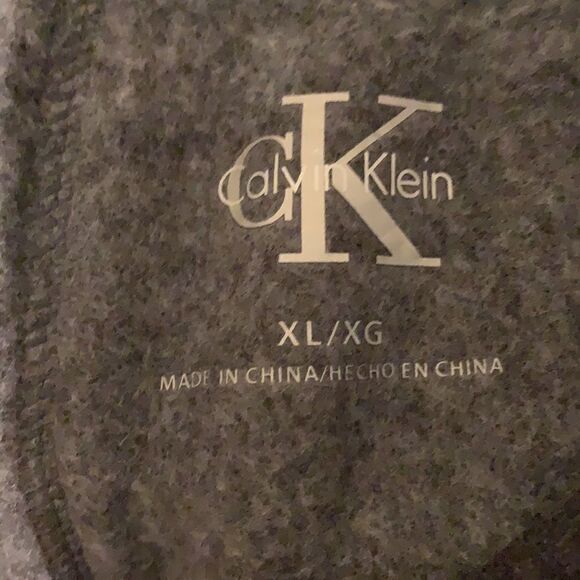 CK
Calvin Klein
XL/XG
MADE IN CHINA/HECHO EN CHINA